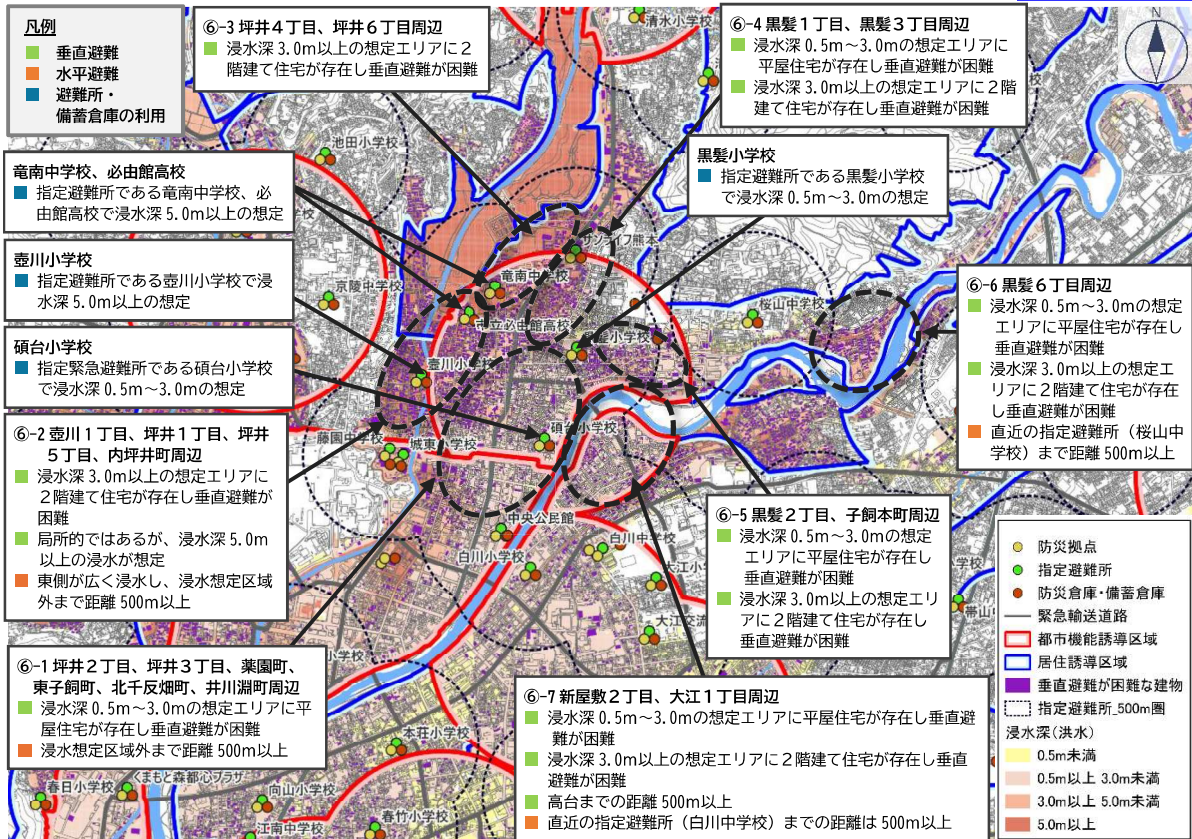 凡例
垂直避難
水平避難
避難所・
備蓄倉庫の利用
⑥-3 坪井4丁目、坪井6丁目周辺
浸水深3.0m以上の想定エリアに2
階建て住宅が存在し垂直避難が困難
⑥-4 黒髪1丁目、黒髪3丁目周辺
浸水深0.5m～3.0mの想定エリアに
平屋住宅が存在し垂直避難が困難
浸水深3.0m以上の想定エリアに2階
建て住宅が存在し垂直避難が困難
清水小学校
N
池田小学校
竜南中学校、必由館高校
指定避難所である竜南中学校、必
由館高校で浸水深5.0m以上の想定
黒髪小学校
指定避難所である黒髪小学校
で浸水深0.5m～3.0mの想定
サンライフ熊本
竜南中学校
京陵中学校
市立必由館高校
桜山中学校
壺川小学校
指定避難所である壺川小学校で浸
水深5.0m以上の想定
⑥-6 黒髪6丁目周辺
浸水深0.5m～3.0mの想定
エリアに平屋住宅が存在し
垂直避難が困難
浸水深3.0m以上の想定エ
リアに2階建て住宅が存在
し垂直避難が困難
直近の指定避難所（桜山中
学校）まで距離500m以上
碩台小学校
指定緊急避難所である碩台小学校
で浸水深0.5m～3.0mの想定
壺川小学校
碩台小学校
藤園中学校
城東小学校
⑥-2 壺川1丁目、坪井1丁目、坪井
5丁目、内坪井町周辺
浸水深3.0m以上の想定エリアに
2階建て住宅が存在し垂直避難が
困難
局所的ではあるが、浸水深5.0m
以上の浸水が想定
東側が広く浸水し、浸水想定区域
外まで距離500m以上
中央公民館
白川小学校
白川中学校
大江小学
大江交流
帯山中
⑥-5 黒髪2丁目、子飼本町周辺
浸水深0.5m～3.0mの想定
エリアに平屋住宅が存在し
垂直避難が困難
浸水深3.0m以上の想定エリ
アに2階建て住宅が存在し
垂直避難が困難
⑥-1 坪井2丁目、坪井3丁目、薬園町、
東子飼町、北千反畑町、井川淵町周辺
浸水深0.5m～3.0mの想定エリアに平
屋住宅が存在し垂直避難が困難
浸水想定区域外まで距離500m以上
⑥-7 新屋敷2丁目、大江1丁目周辺
浸水深0.5m～3.0mの想定エリアに平屋住宅が存在し垂直避
難が困難
浸水深3.0m以上の想定エリアに2階建て住宅が存在し垂直
避難が困難
高台までの距離500m以上
直近の指定避難所（白川中学校）までの距離は500m以上
本荘小学校
春日小学校
くまもと森都心プラザ
向山小学校
江南中学校
春竹小学校
防災拠点
指定避難所
防災倉庫・備蓄倉庫
緊急輸送道路
都市機能誘導区域
居住誘導区域
垂直避難が困難な建物
指定避難所_500m圏
浸水深(洪水)
0.5m未満
0.5m以上 3.0m未満
3.0m以上 5.0m未満
5.0m以上